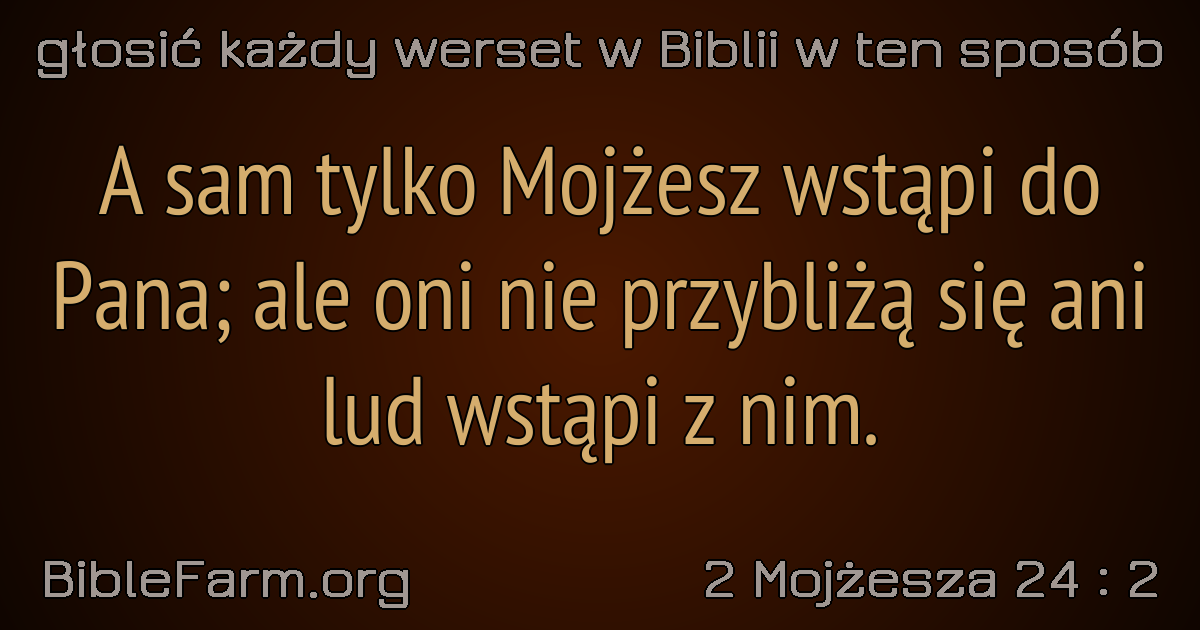 głosić każdy werset w Biblii w ten sposób
A sam tylko Mojżesz wstąpi do
Pana; ale oni nie przybliżą się ani
lud wstąpi z nim.
BibleFarm.org
2 Mojżesza 24 : 2